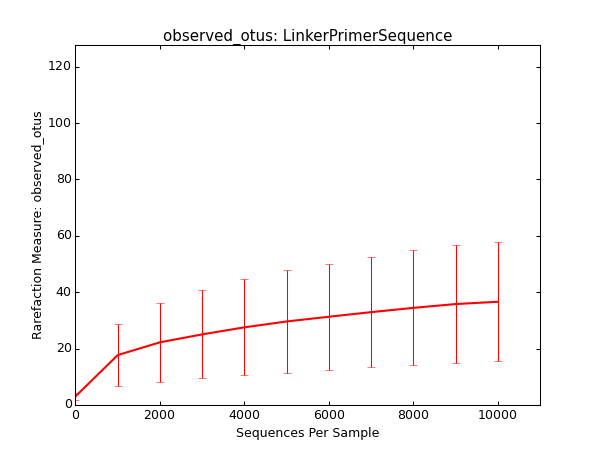 observed_otus: LinkerPrimerSequence
120
100
80
60
40
20
0
Rarefaction Measure: observed_otus
0 2000 4000 6000 8000 10000
Sequences Per Sample